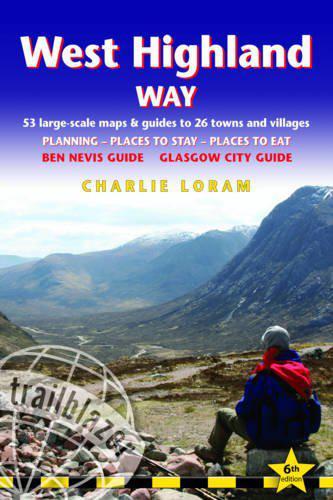 West Highland
WAY
53 large-scale maps & guides to 26 towns and villages
PLANNING – PLACES TO STAY – PLACES TO EAT
BEN NEVIS GUIDE GLASGOW CITY GUIDE
CHARLIE LORAM
trailblaz
6th
edition